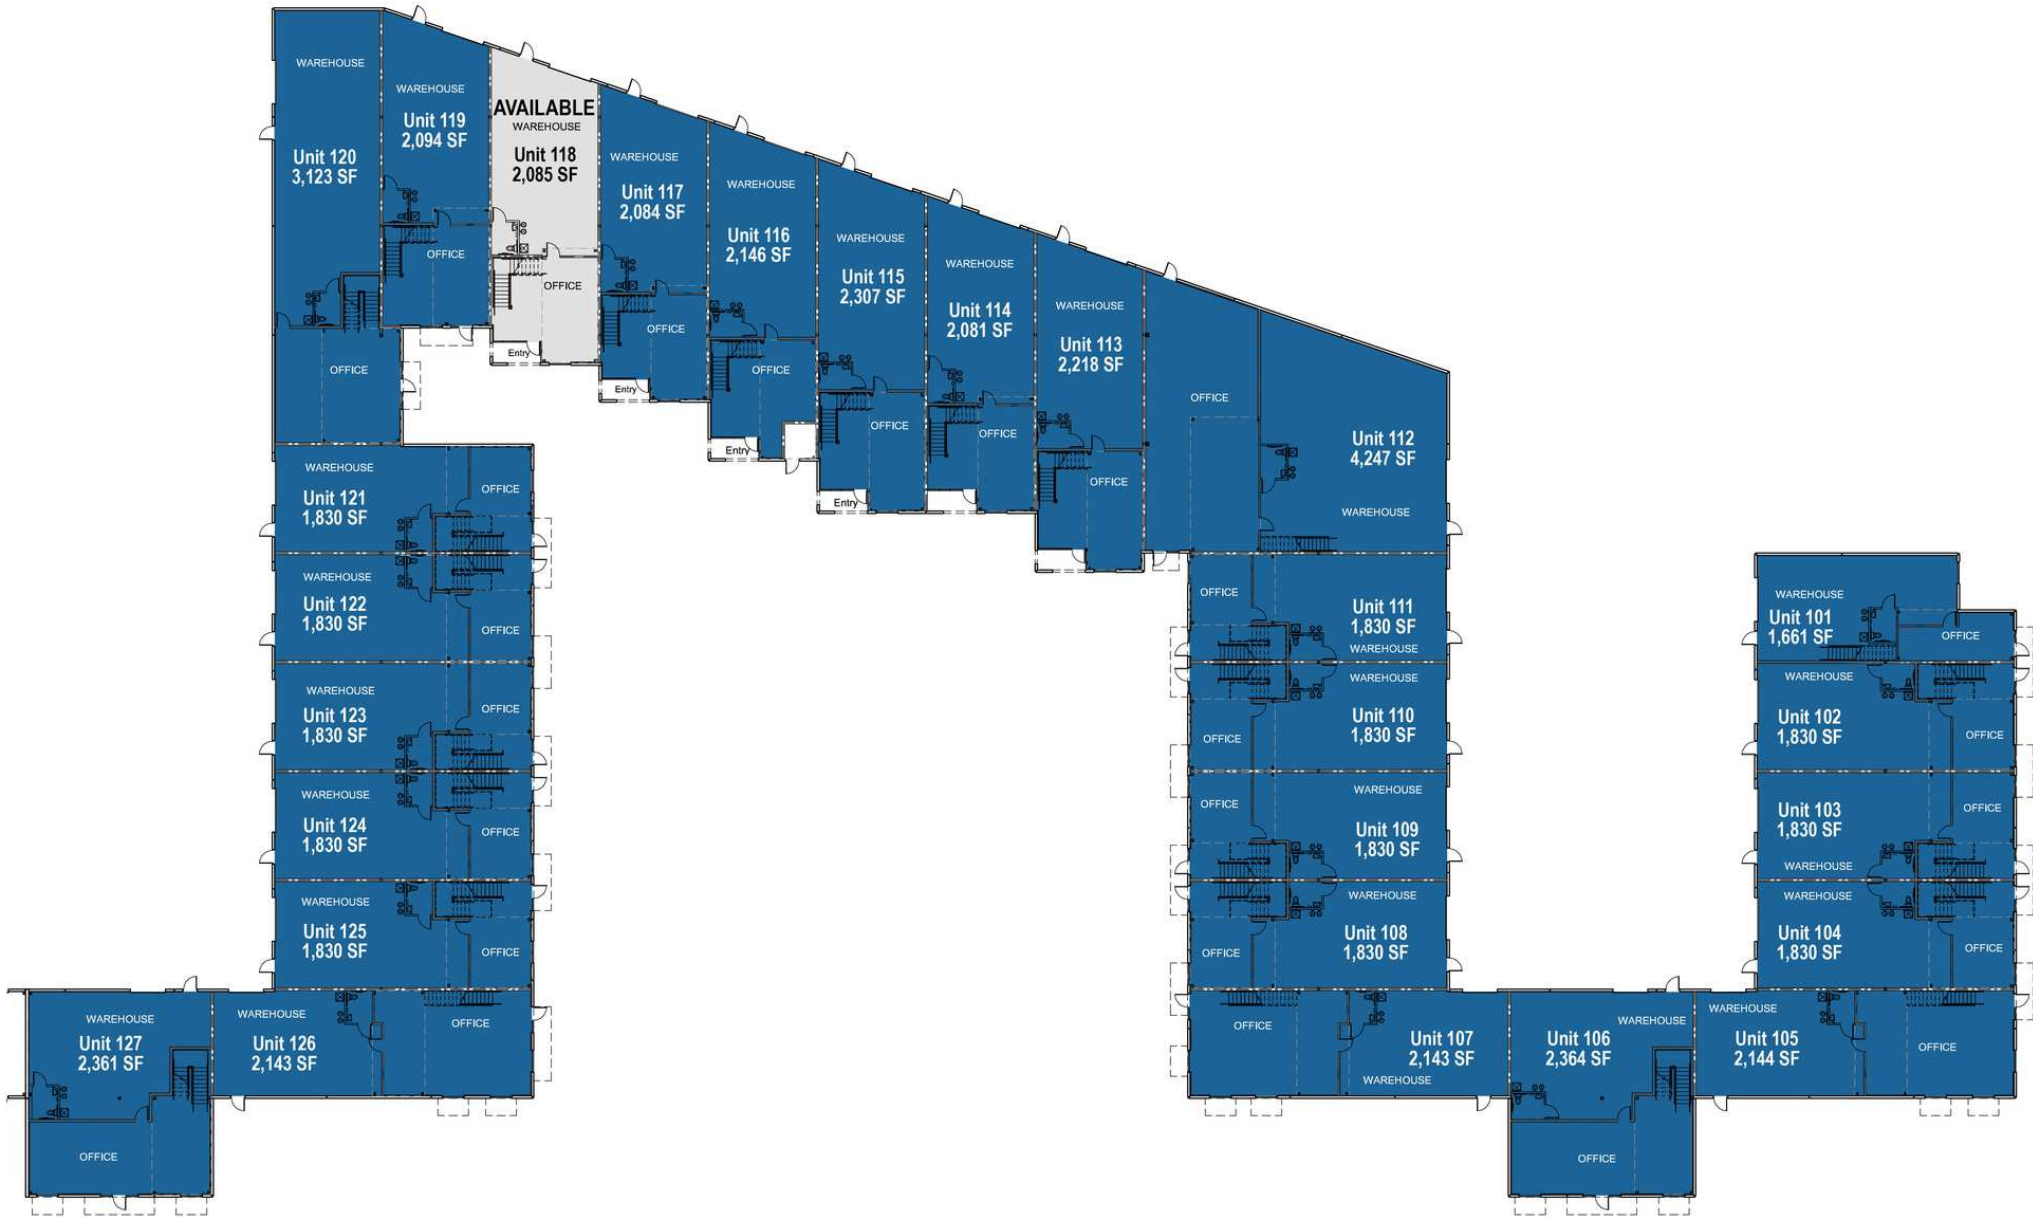 WAREHOUSE
Unit 120
3,123 SF
OFFICE
WAREHOUSE
Unit 119
2,094 SF
OFFICE
AVAILABLE
WAREHOUSE
Unit 118
2,085 SF
OFFICE
Entry
WAREHOUSE
Unit 117
2,084 SF
OFFICE
Entry
WAREHOUSE
Unit 116
2,146 SF
OFFICE
Entry
WAREHOUSE
Unit 115
2,307 SF
OFFICE
Entry
WAREHOUSE
Unit 114
2,081 SF
OFFICE
WAREHOUSE
Unit 113
2,218 SF
OFFICE
OFFICE
Unit 112
4,247 SF
WAREHOUSE
WAREHOUSE
Unit 121
1,830 SF
OFFICE
WAREHOUSE
Unit 122
1,830 SF
OFFICE
WAREHOUSE
Unit 123
1,830 SF
OFFICE
WAREHOUSE
Unit 124
1,830 SF
OFFICE
WAREHOUSE
Unit 125
1,830 SF
OFFICE
WAREHOUSE
Unit 127
2,361 SF
OFFICE
WAREHOUSE
Unit 126
2,143 SF
OFFICE
OFFICE
Unit 111
1,830 SF
WAREHOUSE
WAREHOUSE
Unit 110
1,830 SF
OFFICE
WAREHOUSE
OFFICE
Unit 109
1,830 SF
WAREHOUSE
Unit 108
1,830 SF
OFFICE
OFFICE
Unit 107
2,143 SF
WAREHOUSE
WAREHOUSE
Unit 106
2,364 SF
OFFICE
WAREHOUSE
Unit 105
2,144 SF
OFFICE
WAREHOUSE
Unit 101
1,661 SF
OFFICE
WAREHOUSE
Unit 102
1,830 SF
OFFICE
Unit 103
1,830 SF
OFFICE
WAREHOUSE
WAREHOUSE
Unit 104
1,830 SF
OFFICE